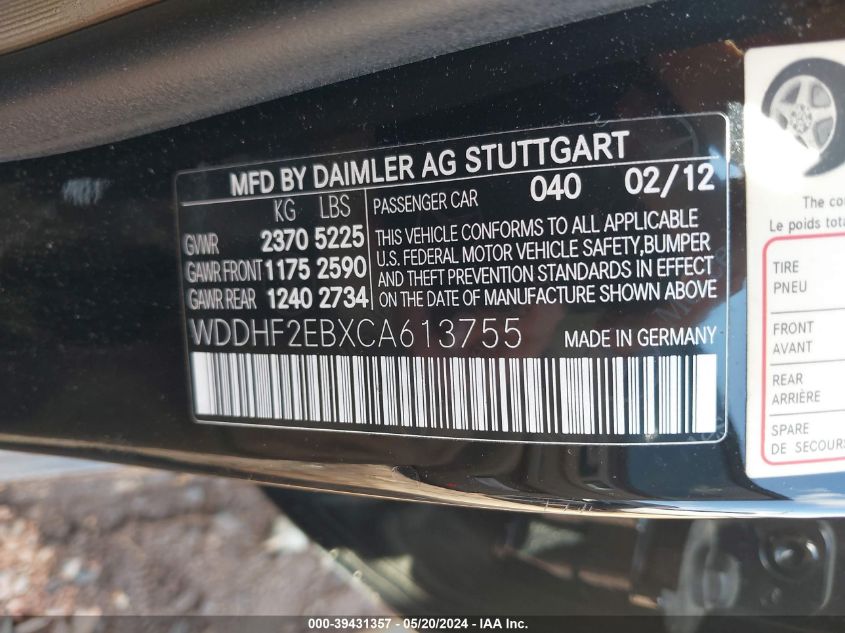 MFD BY DAIMLER AG STUTTGART
KG LBS
GVWR 2370 5225
GAWR FRONT 1175 2590
GAWR REAR 1240 2734
PASSENGER CAR 040 02/12
THIS VEHICLE CONFORMS TO ALL APPLICABLE
U.S. FEDERAL MOTOR VEHICLE SAFETY,BUMPER
AND THEFT PREVENTION STANDARDS IN EFFECT
ON THE DATE OF MANUFACTURE SHOWN ABOVE
WDDHF2EBXCA613755 MADE IN GERMANY
The co
Le poids tota
TIRE
PNEU
FRONT
AVANT
REAR
ARRIÈRE
SPARE
DE SECOURS
000-39431357 - 05/20/2024 - IAA Inc.